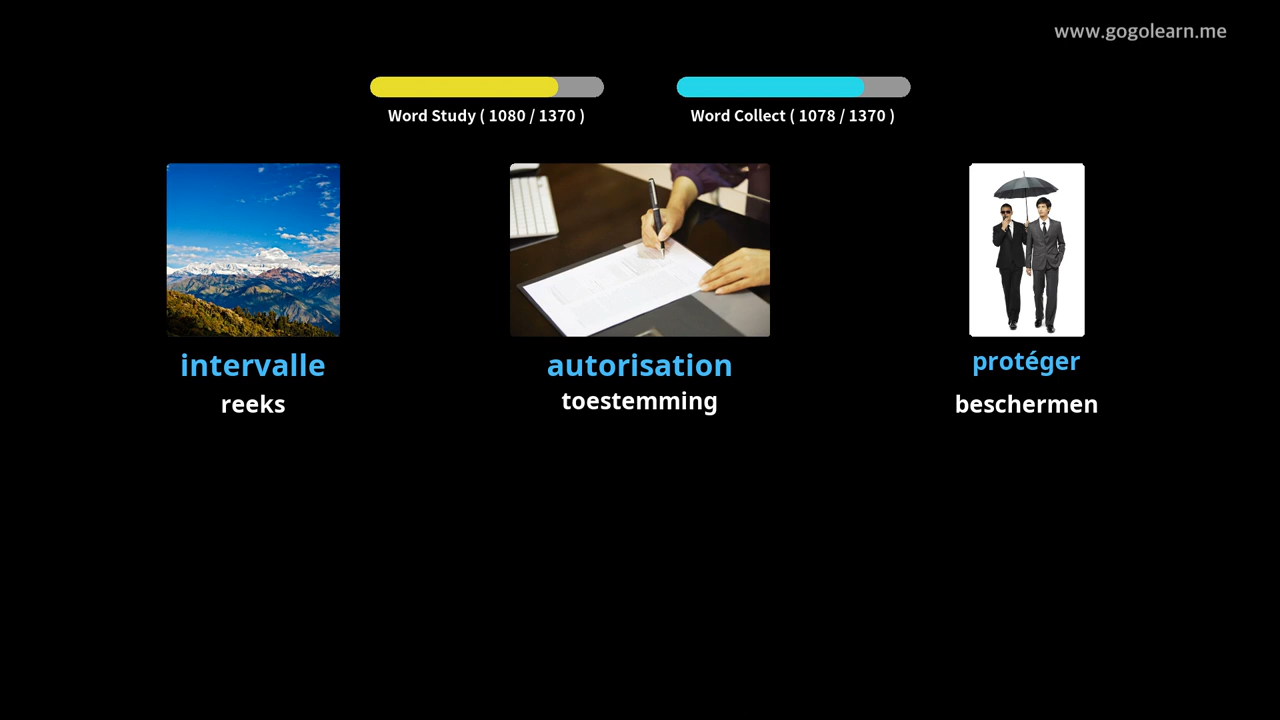 www.gogolearn.me
Word Study ( 1080 / 1370 )
Word Collect ( 1078 / 1370 )
intervalle
reeks
autorisation
toestemming
protéger
beschermen